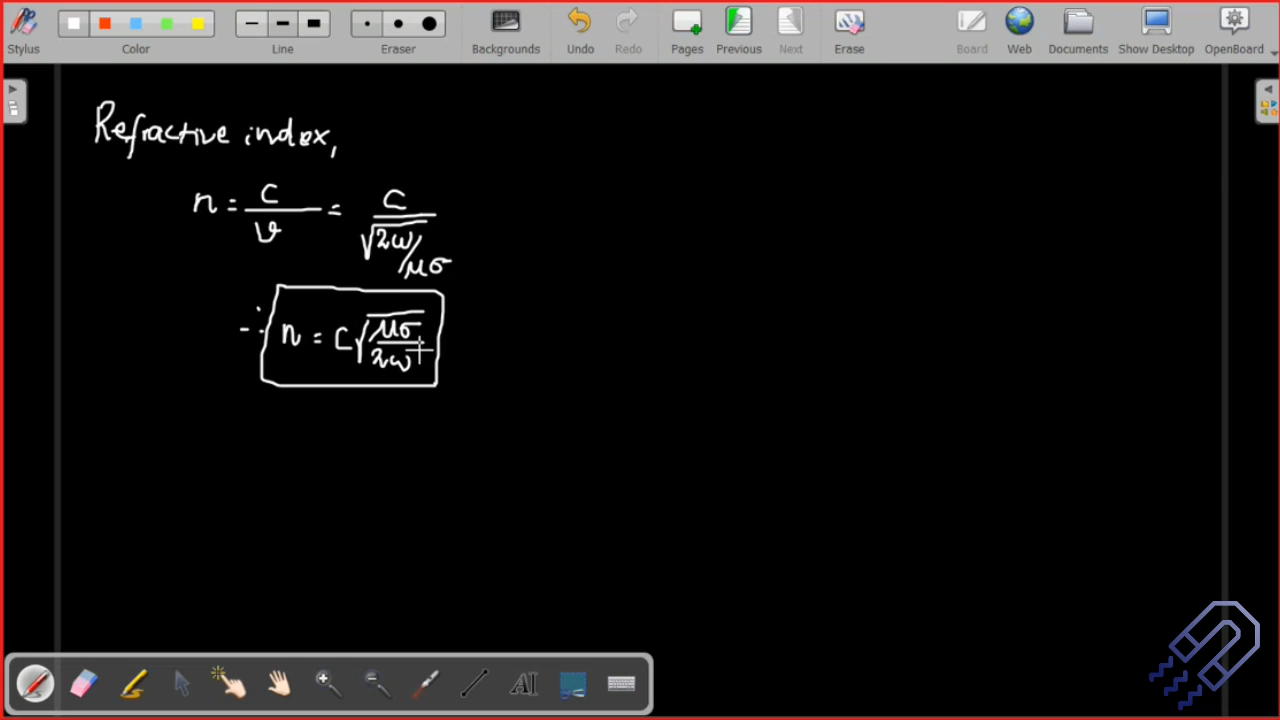 Stylus Color Line Eraser Backgrounds Undo Redo Pages Previous Next Erase Board Web Documents Show Desktop OpenBoard
Refractive index,
n = c/v = c/√2ω/μσ
∴ n = c√μσ/2ω
AI